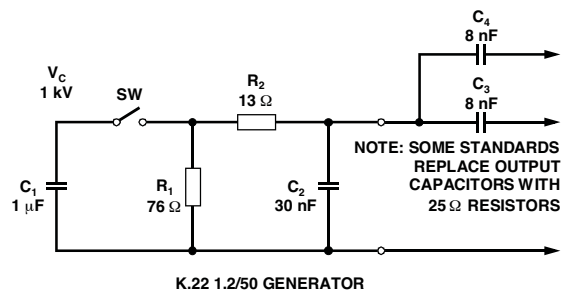 C4
8 nF
VC
1 kV
SW
R2
13 Ω
C3
8 nF
NOTE: SOME STANDARDS
REPLACE OUTPUT
CAPACITORS WITH
25 Ω RESISTORS
C1
1 μF
R1
76 Ω
C2
30 nF
K.22 1.2/50 GENERATOR